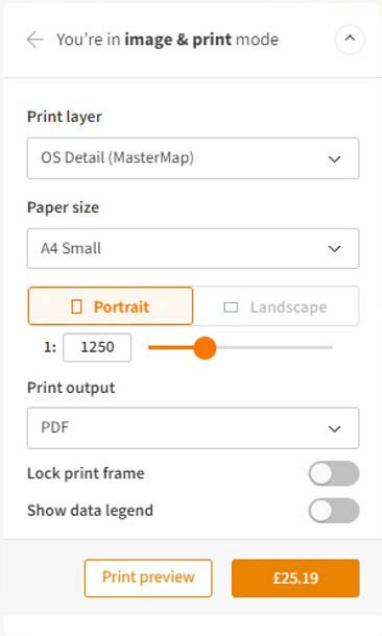 You're in image & print mode
Print layer
OS Detail (MasterMap)
Paper size
A4 Small
Portrait Landscape
1: 1250
Print output
PDF
Lock print frame
Show data legend
Print preview £25.19